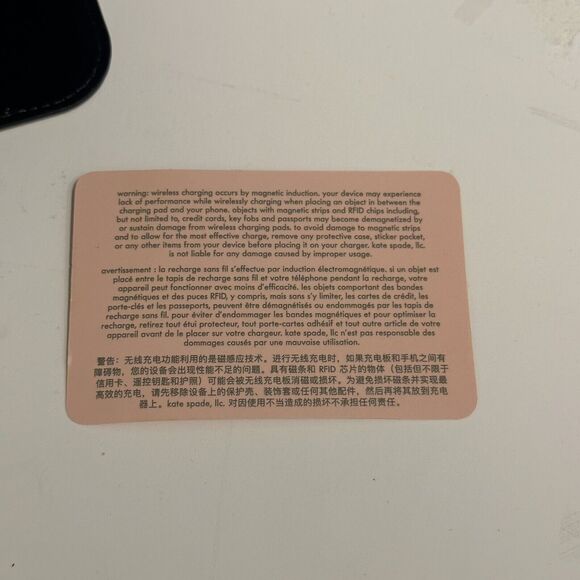 warning: wireless charging occurs by magnetic induction. your device may experience
lack of performance while wirelessly charging when placing an object in between the
charging pad and your phone. objects with magnetic strips and RFID chips including,
but not limited to, credit cords, key fobs and passports may become demagnetized by
or sustain damage from wireless charging pads. to avoid damage to magnetic strips
and to allow for the most effective charge, remove any protective case, sticker pocket,
or any other items from your device before placing it on your charger. kate spade, llc.
is not liable for any damage caused by improper usage.
avertissement : la recharge sans fil s'effectue par induction électromagnétique. si un objet est
placé entre le tapis de recharge sans fil et votre téléphone pendant la recharge, votre
appareil peut fonctionner avec moins d'efficacité. les objets comportant des bandes
magnétiques et des puces RFID, y compris, mais sans s'y limiter, les cartes de crédit, les
porte-clés et les passeports, peuvent être démagnétisés ou endommagés par les tapis de
recharge sans fil. pour éviter d'endommager les bandes magnétiques et pour optimiser la
recharge, retirez tout étui protecteur, tout porte-cartes adhésif et tout autre article de votre
appareil avant de le placer sur votre chargeur. kate spade, llc n'est pas responsable des
dommages causés par une mauvaise utilisation.
警告：无线充电功能利用的是磁感应技术。进行无线充电时，如果充电板和手机之间有
障碍物，您的设备会出现性能不足的问题。具有磁条和 RFID 芯片的物体（包括但不限于
信用卡、遥控钥匙和护照）可能会被无线充电板消磁或损坏。为避免损坏磁条并实现最
高效的充电，请先移除设备上的保护壳、装饰套或任何其他配件，然后再将其放到充电
器上。kate spade, llc. 对因使用不当造成的损坏不承担任何责任。